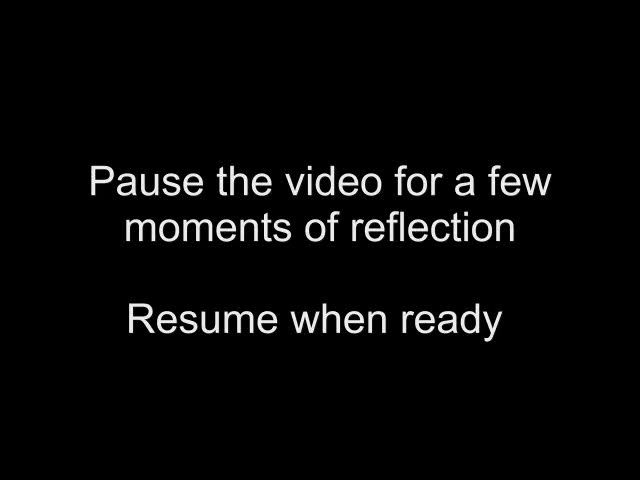 Pause the video for a few
moments of reflection
Resume when ready